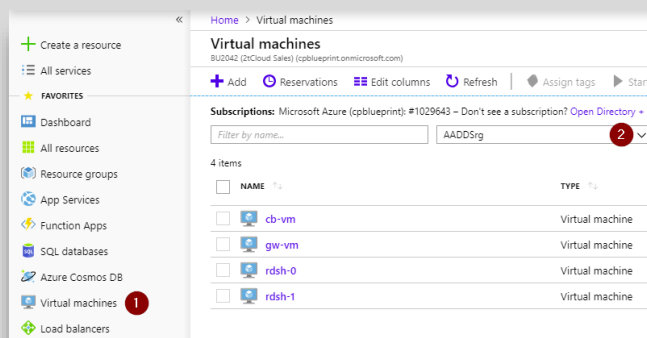 «
Create a resource
All services
FAVORITES
Dashboard
All resources
Resource groups
App Services
Function Apps
SQL
SQL databases
Azure Cosmos DB
Virtual machines 1
Load balancers
Home > Virtual machines
Virtual machines
BU2042 (2tCloud Sales) (cpblueprint.onmicrosoft.com)
Add Reservations Edit columns Refresh Assign tags Star
Subscriptions: Microsoft Azure (cpblueprint): #1029643 – Don't see a subscription? Open Directory +
Filter by name... AADDSrg 2
4 items
NAME TYPE
cb-vm Virtual machine
gw-vm Virtual machine
rdsh-0 Virtual machine
rdsh-1 Virtual machine